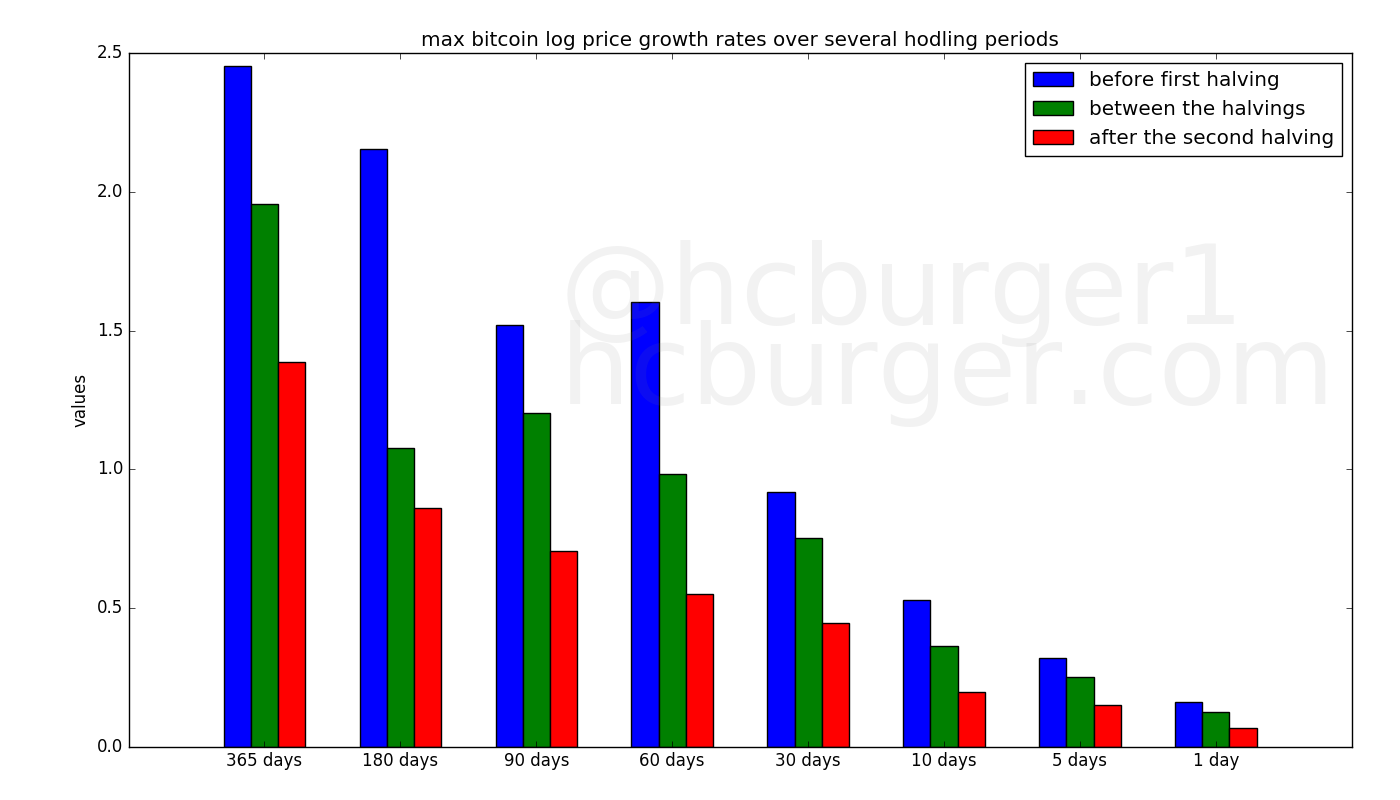 max bitcoin log price growth rates over several hodling periods
2.5
2.0
1.5
1.0
0.5
0.0
values
before first halving
between the halvings
after the second halving
@hcburger1
hcburger.com
365 days
180 days
90 days
60 days
30 days
10 days
5 days
1 day